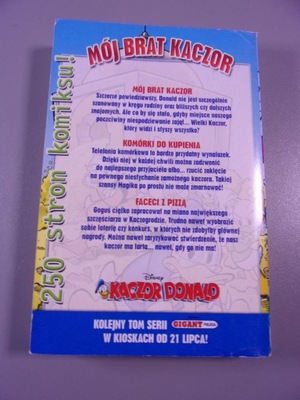 MÓJ BRAT KACZOR
250 stron komiksu!
MÓJ BRAT KACZOR
Szczerze powiedziawszy, Donald nie jest szczególnie
szanowany w kręgu rodziny oraz bliższych czy dalszych
znajomych. Ale co by się stało, gdyby miejsce naszego
poczciwego nieposkładanie zajął... Wielki Kaczor,
który widzi i słyszy wszystko?
KOMÓRKI DO KUPIENIA
Telefonia komórkowa to bardzo przydatny wynalazek.
Dzięki niej w każdej chwili można zadzwonić
do najlepszego przyjaciela albo... rzucić zaklęcie
na pewnego niesłychanie zamożnego kaczora. Takiej
szansy Magika po prostu nie może zmarnować!
FACECI Z PIZZĄ
Goguś ciężko zapracował na miano największego
szczęściarza w Kaczogrodzie. Trudno nawet wyobrazić
sobie loterię czy konkurs, w których nie zdobyłby głównej
nagrody. Można nawet zaryzykować stwierdzenie, że nasz
kaczor ma farta... nawet, gdy go nie ma!
Disney
KACZOR DONALD
KOLEJNY TOM SERII GIGANT POLECA
W KIOSKACH OD 21 LIPCA!